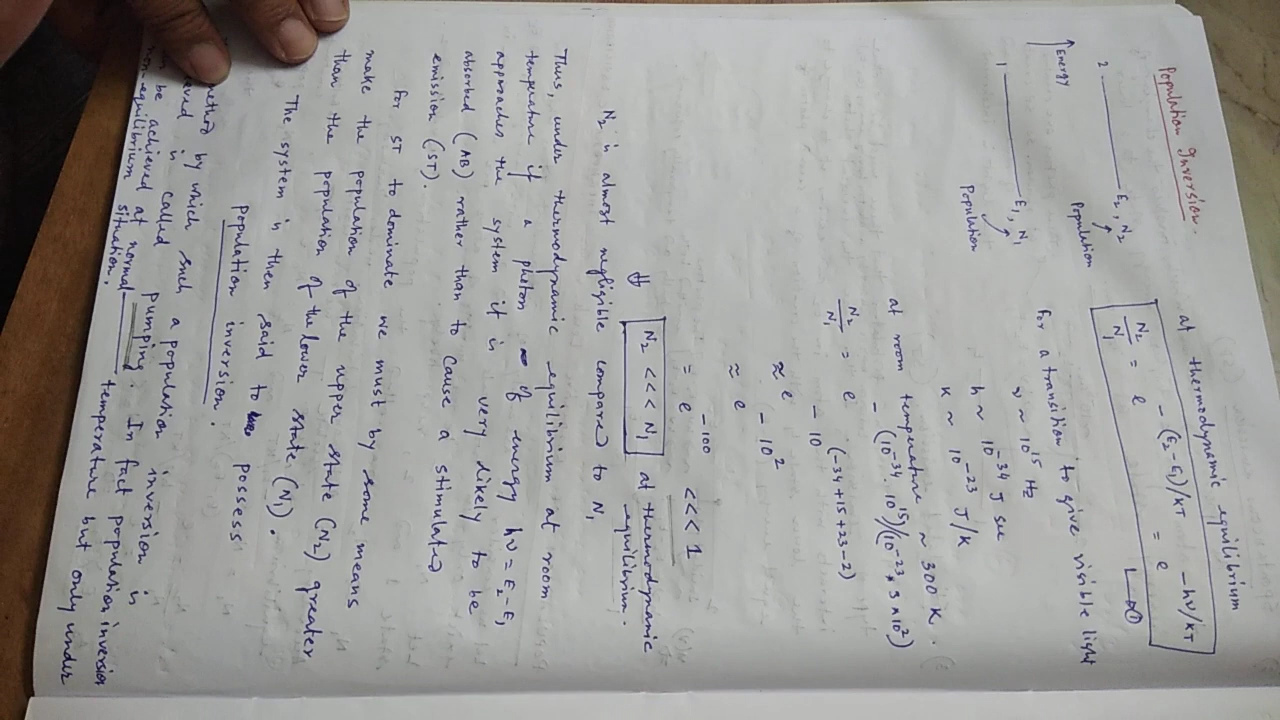 Population Inversion.
at thermodynamic equilibrium
2 E2, N2
Population
↑ Energy
1 E1, N1
Population
N2/N1 = e^{-(E2-E1)/kT} = e^{-hν/kT} ①
For a transition to give visible light
ν ~ 10^{15} Hz
h ~ 10^{-34} J sec
k ~ 10^{-23} J/K
at room temperature ~ 300 K.
N2/N1 = e^{-(10^{-34} . 10^{15})/(10^{-23} × 3 × 10^2)}
≈ e^{-10^{(-34+15+23-2)}}
≈ e^{-10^2}
= e^{-100} <<< 1
⇓ N2 <<< N1 at thermodynamic
equilibrium.
N2 is almost negligible compared to N1
Thus, under thermodynamic equilibrium at room
temperature if a photon of energy hν = E2-E1
approaches the system it is very likely to be
absorbed (AB) rather than to cause a stimulated
emission (ST).
For ST to dominate we must by some means
make the population of the upper state (N2) greater
than the population of the lower state (N1).
The system is then said to possess
population inversion.
method by which such a population inversion is
is called pumping. In fact population inversion
be achieved at normal temperature but only under
non-equilibrium situation.